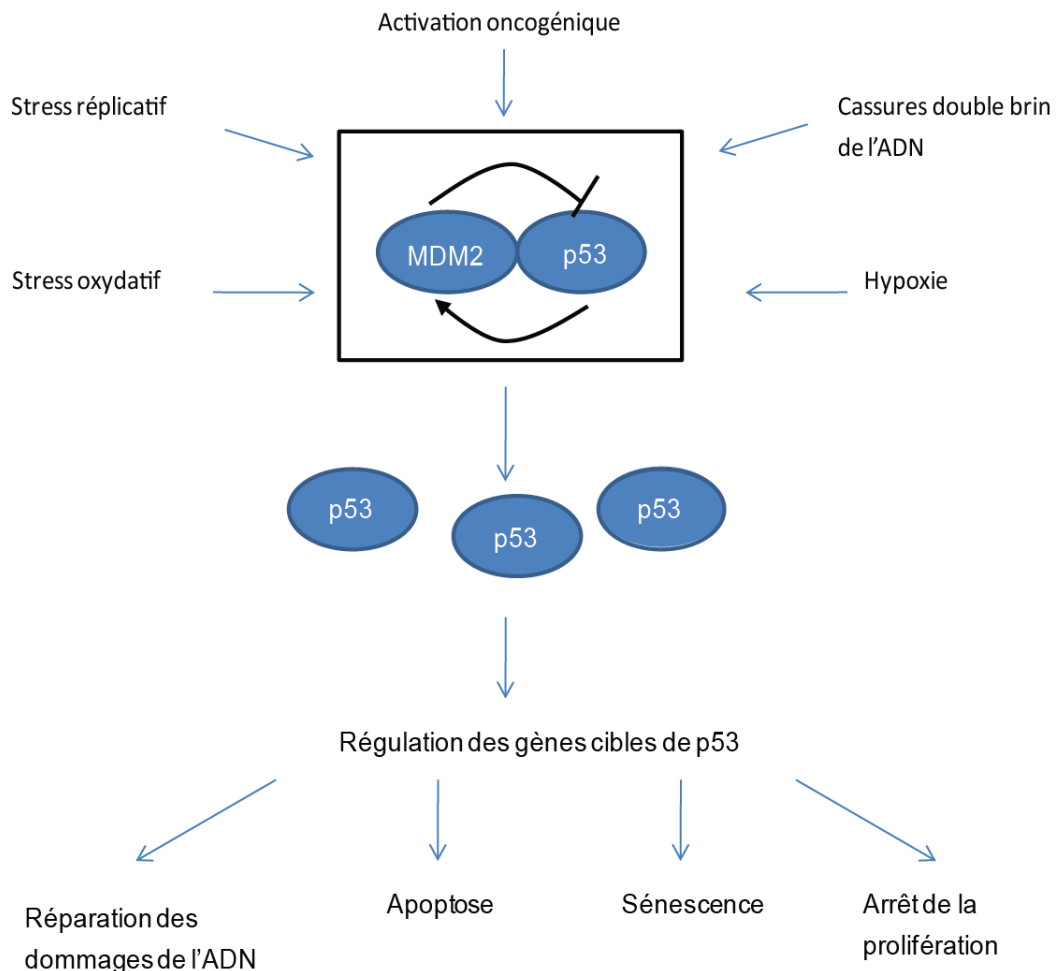 Activation oncogénique
Stress réplicatif
Cassures double brin
de l'ADN
MDM2
p53
Stress oxydatif
Hypoxie
p53
p53
p53
Régulation des gènes cibles de p53
Réparation des
dommages de l'ADN
Apoptose
Sénescence
Arrêt de la
prolifération